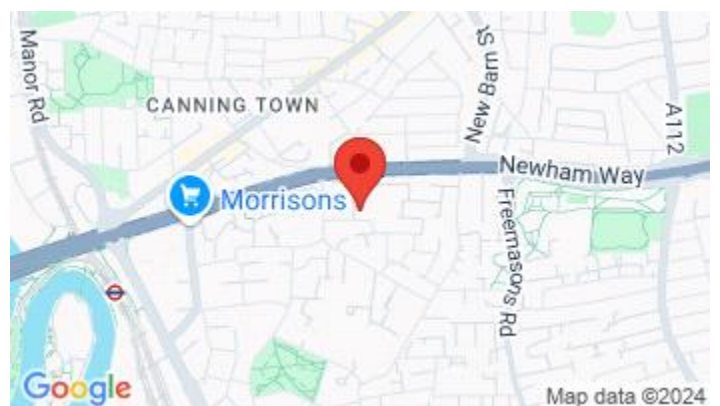 Manor Rd
CANNING TOWN
New Barn St
A112
Newham Way
Morrisons
Freemasons Rd
Google
Map data ©2024